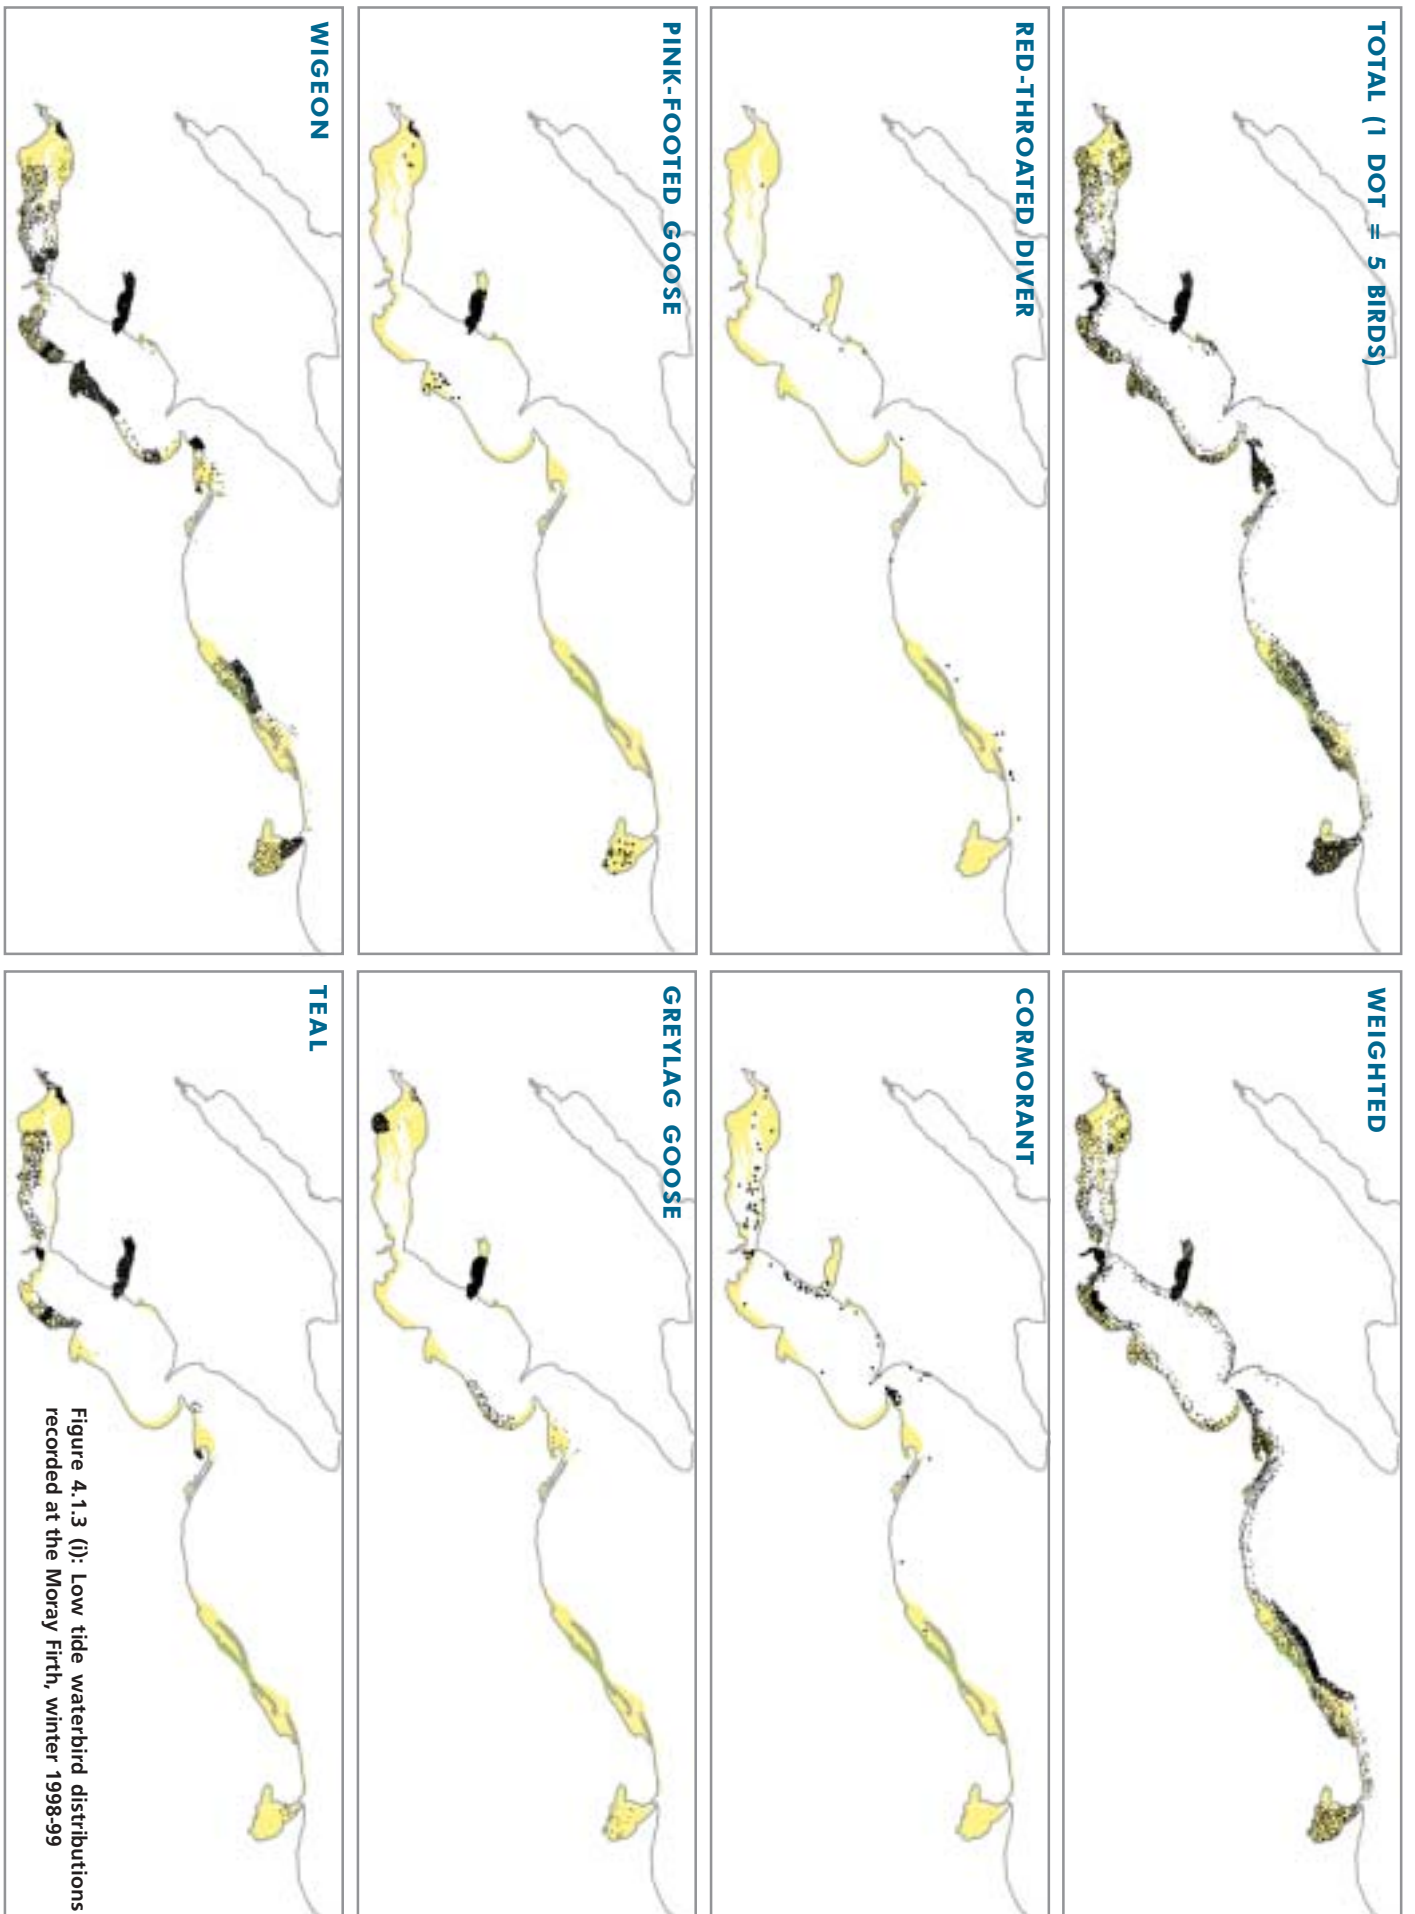 TOTAL (1 DOT = 5 BIRDS)
WEIGHTED
RED-THROATED DIVER
CORMORANT
PINK-FOOTED GOOSE
GREYLAG GOOSE
WIGEON
TEAL
Figure 4.1.3 (i): Low tide waterbird distributions
recorded at the Moray Firth, winter 1998-99